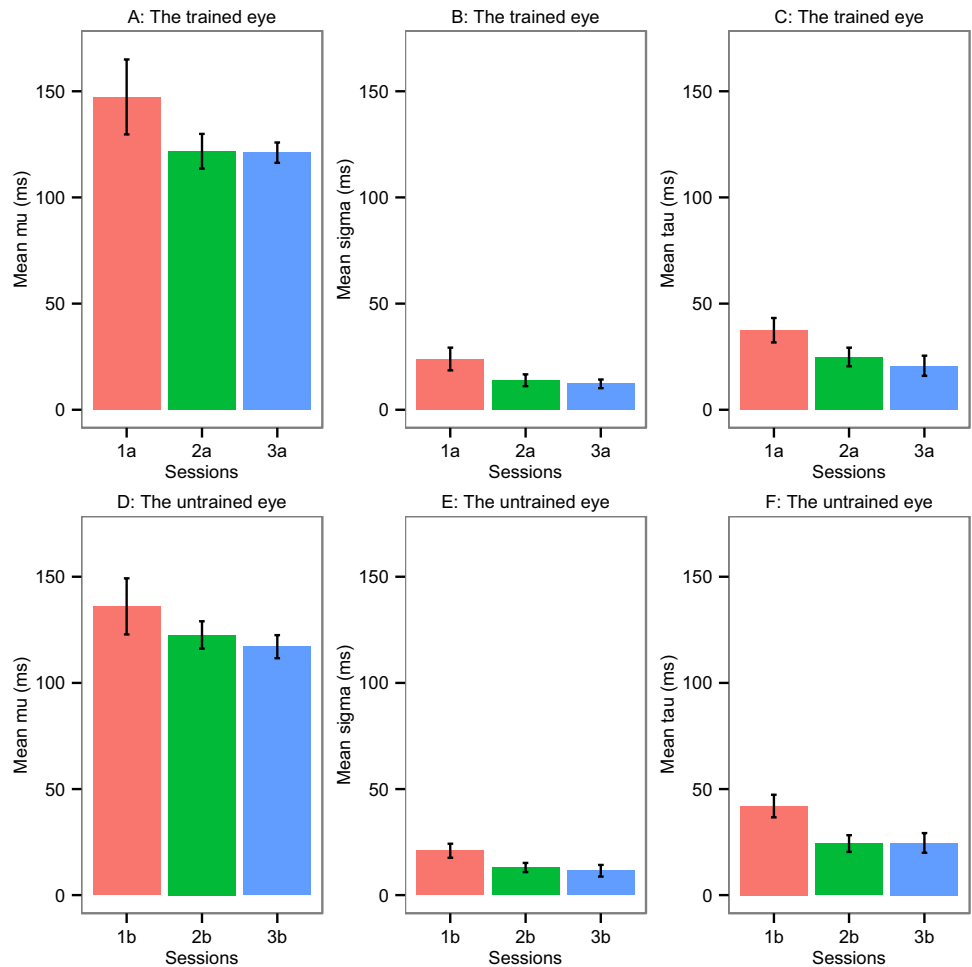 A: The trained eye
B: The trained eye
C: The trained eye
Mean mu (ms)
150
100
50
0
1a 2a 3a
Sessions
Mean sigma (ms)
150
100
50
0
1a 2a 3a
Sessions
Mean tau (ms)
150
100
50
0
1a 2a 3a
Sessions
D: The untrained eye
E: The untrained eye
F: The untrained eye
Mean mu (ms)
150
100
50
0
1b 2b 3b
Sessions
Mean sigma (ms)
150
100
50
0
1b 2b 3b
Sessions
Mean tau (ms)
150
100
50
0
1b 2b 3b
Sessions